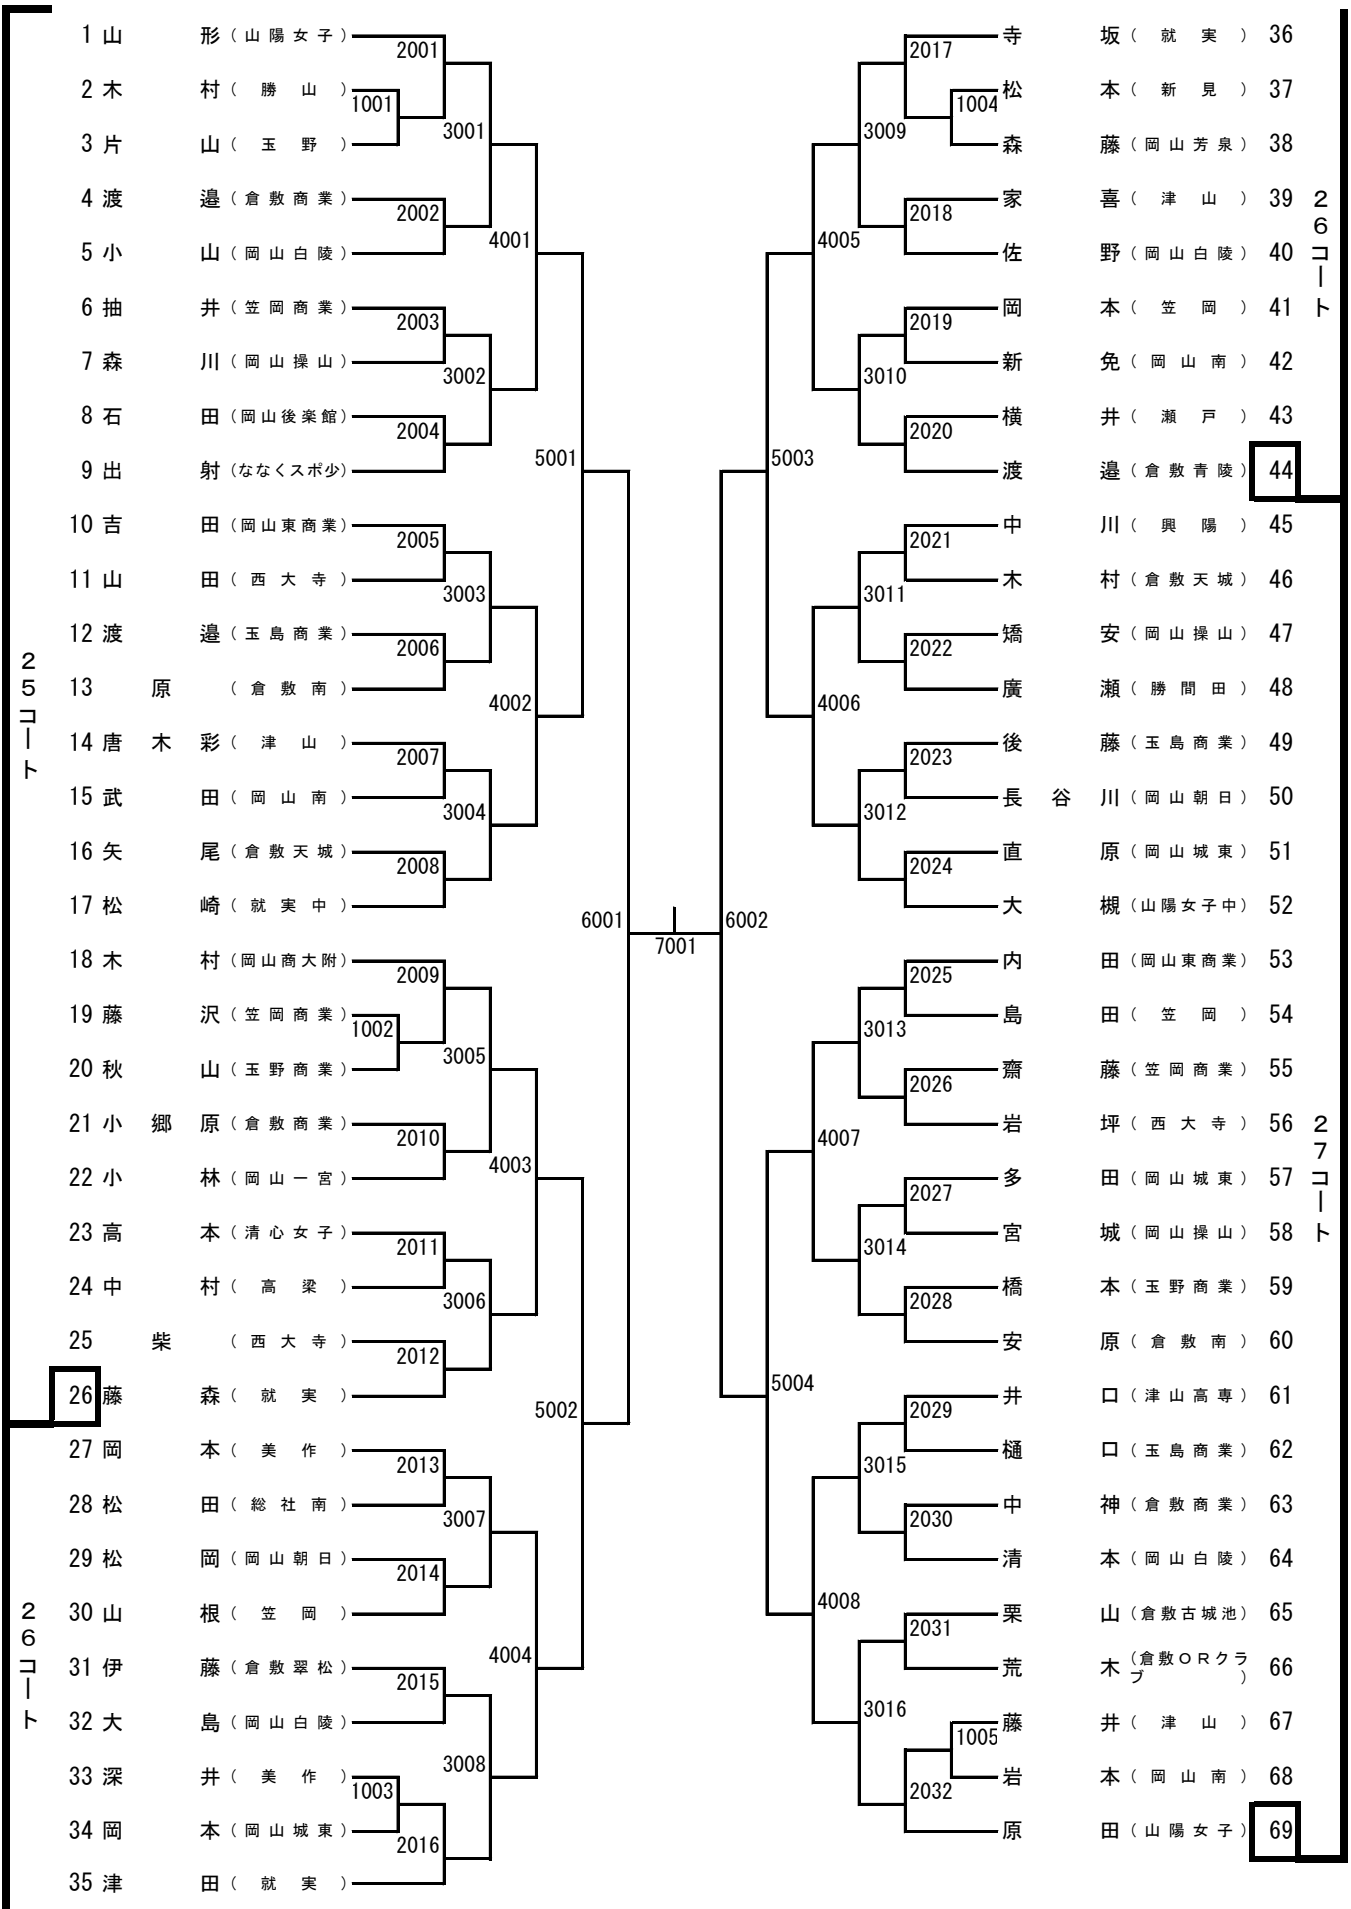 1 山形（山陽女子）
2 木村（勝山）
3 片山（玉野）
4 渡邉（倉敷商業）
5 小山（岡山白陵）
6 抽井（笠岡商業）
7 森川（岡山操山）
8 石田（岡山後楽館）
9 出射（ななくスポ少）
10 吉田（岡山東商業）
11 山田（西大寺）
12 渡邉（玉島商業）
13 原（倉敷南）
14 唐木彩（津山）
15 武田（岡山南）
16 矢尾（倉敷天城）
17 松崎（就実中）
18 木村（岡山商大附）
19 藤沢（笠岡商業）
20 秋山（玉野商業）
21 小郷原（倉敷商業）
22 小林（岡山一宮）
23 高本（清心女子）
24 中村（高梁）
25 柴（西大寺）
26 藤森（就実）
27 岡本（美作）
28 松田（総社南）
29 松岡（岡山朝日）
30 山根（笠岡）
31 伊藤（倉敷翠松）
32 大島（岡山白陵）
33 深井（美作）
34 岡本（岡山城東）
35 津田（就実）
25コート
26コート
1001
1002
1003
2001
2002
2003
2004
2005
2006
2007
2008
2009
2010
2011
2012
2013
2014
2015
2016
3001
3002
3003
3004
3005
3006
3007
3008
4001
4002
4003
4004
5001
5002
6001
7001
6002
5003
5004
4005
4006
4007
4008
3009
3010
3011
3012
3013
3014
3015
3016
2017
2018
2019
2020
2021
2022
2023
2024
2025
2026
2027
2028
2029
2030
2031
2032
1004
1005
寺坂（就実）36
松本（新見）37
森藤（岡山芳泉）38
家喜（津山）39
佐野（岡山白陵）40
岡本（笠岡）41
新免（岡山南）42
横井（瀬戸）43
渡邉（倉敷青陵）44
中川（興陽）45
木村（倉敷天城）46
矯安（岡山操山）47
廣瀬（勝間田）48
後藤（玉島商業）49
長谷川（岡山朝日）50
直原（岡山城東）51
大槻（山陽女子中）52
内田（岡山東商業）53
島田（笠岡）54
齋藤（笠岡商業）55
岩坪（西大寺）56
多田（岡山城東）57
宮城（岡山操山）58
橋本（玉野商業）59
安原（倉敷南）60
井口（津山高専）61
樋口（玉島商業）62
中神（倉敷商業）63
清本（岡山白陵）64
栗山（倉敷古城池）65
荒木（倉敷ＯＲクラブ）66
藤井（津山）67
岩本（岡山南）68
原田（山陽女子）69
26コート
27コート